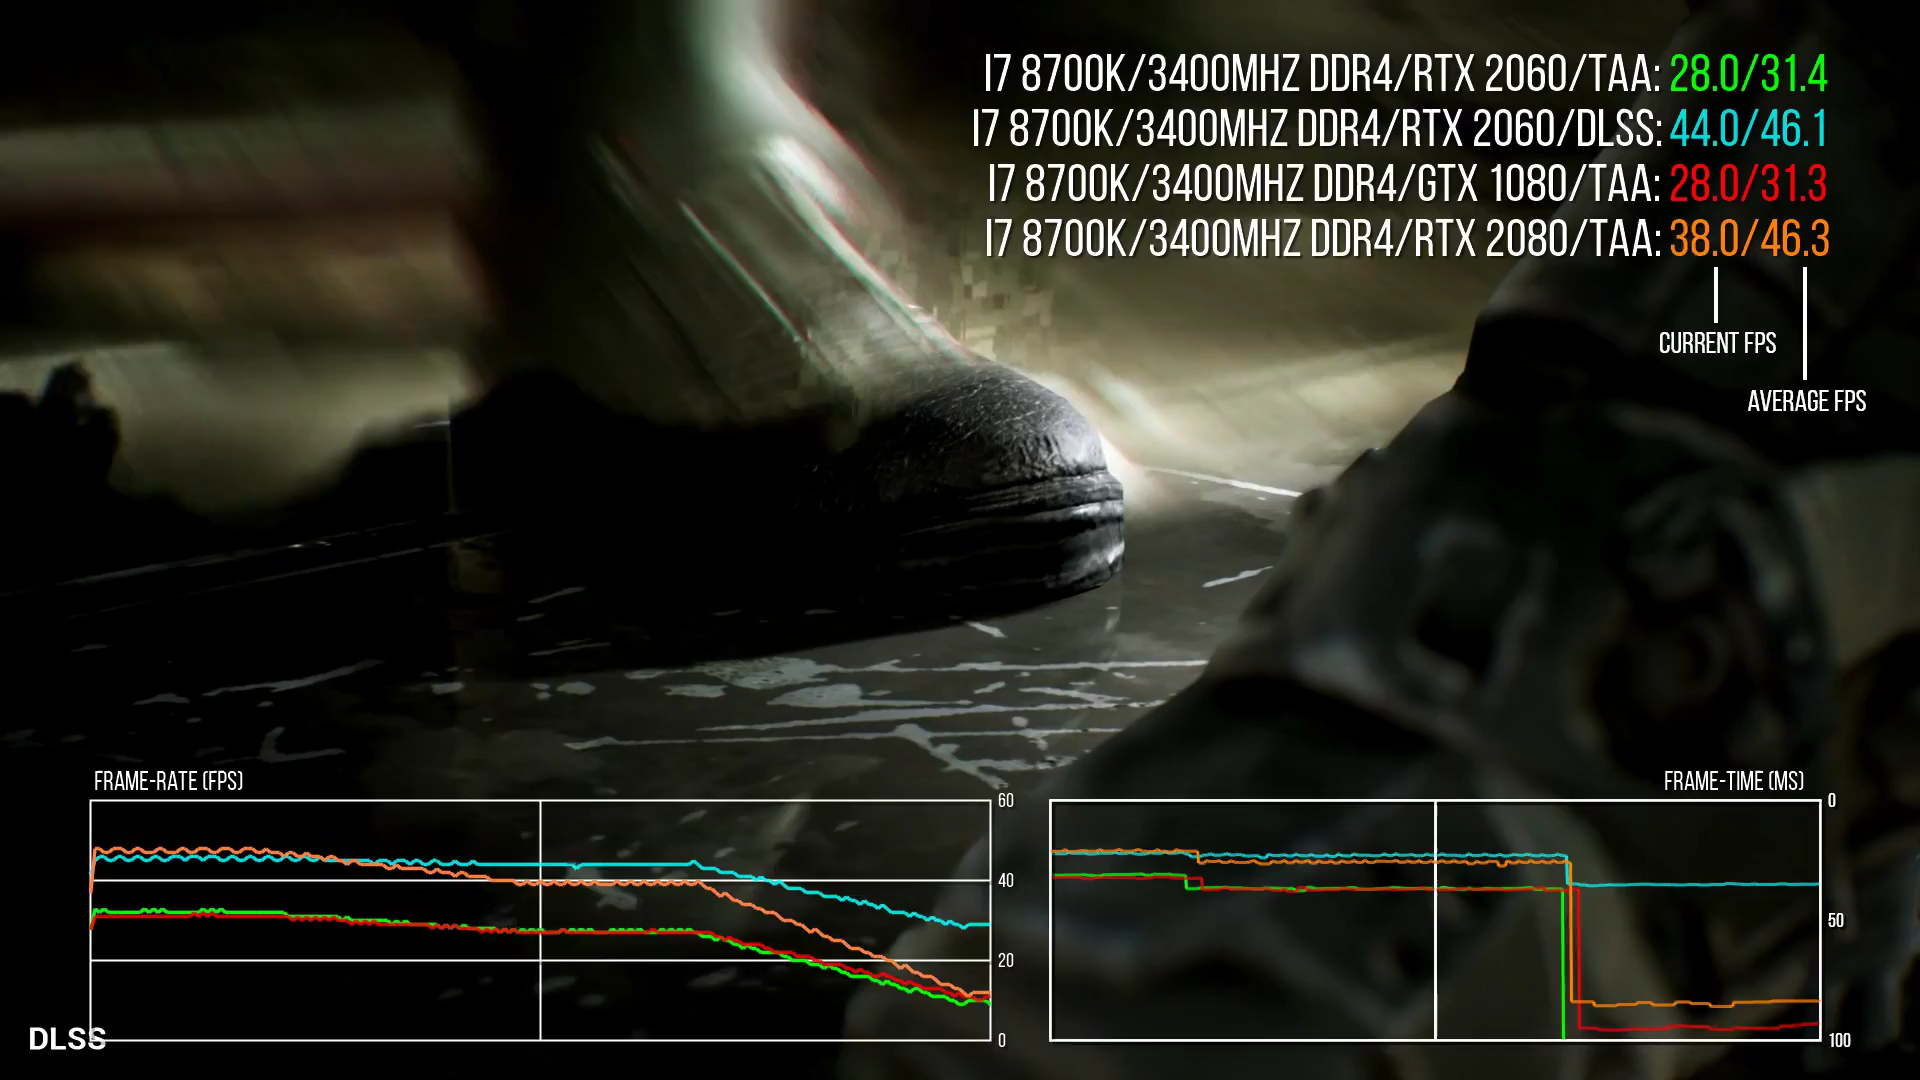 I7 8700K/3400MHZ DDR4/RTX 2060/TAA: 28.0/31.4
I7 8700K/3400MHZ DDR4/RTX 2060/DLSS: 44.0/46.1
I7 8700K/3400MHZ DDR4/GTX 1080/TAA: 28.0/31.3
I7 8700K/3400MHZ DDR4/RTX 2080/TAA: 38.0/46.3
CURRENT FPS
AVERAGE FPS
FRAME-RATE (FPS)
60
40
20
0
FRAME-TIME (MS)
0
50
100
DLSS